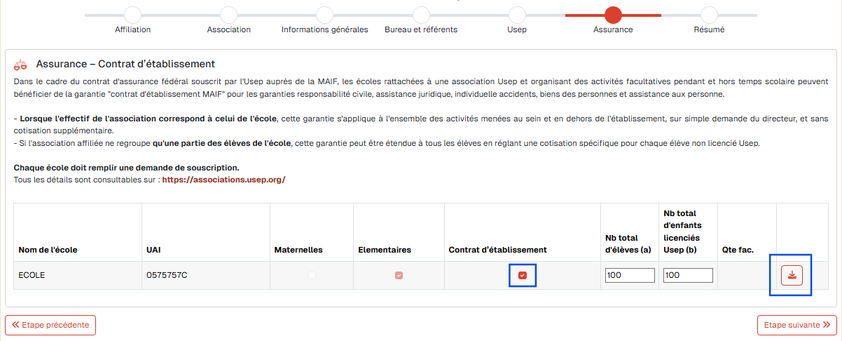 Affiliation
Association
Informations générales
Bureau et référents
Usep
Assurance
Résumé
Assurance – Contrat d'établissement
Dans le cadre du contrat d'assurance fédéral souscrit par l'Usep auprès de la MAIF, les écoles rattachées à une association Usep et organisant des activités facultatives pendant et hors temps scolaire peuvent
bénéficier de la garantie "contrat d'établissement MAIF" pour les garanties responsabilité civile, assistance juridique, individuelle accidents, biens des personnes et assistance aux personne.
- Lorsque l'effectif de l'association correspond à celui de l'école, cette garantie s'applique à l'ensemble des activités menées au sein et en dehors de l'établissement, sur simple demande du directeur, et sans
cotisation supplémentaire.
- Si l'association affiliée ne regroupe qu'une partie des élèves de l'école, cette garantie peut être étendue à tous les élèves en réglant une cotisation spécifique pour chaque élève non licencié Usep.
Chaque école doit remplir une demande de souscription.
Tous les détails sont consultables sur : https://associations.usep.org/
Nom de l'école
UAI
Maternelles
Elementaires
Contrat d'établissement
Nb total
d'élèves (a)
Nb total
d'enfants
licenciés
Usep (b)
Qte fac.
ECOLE
0575757C
100
100
Etape précédente
Etape suivante